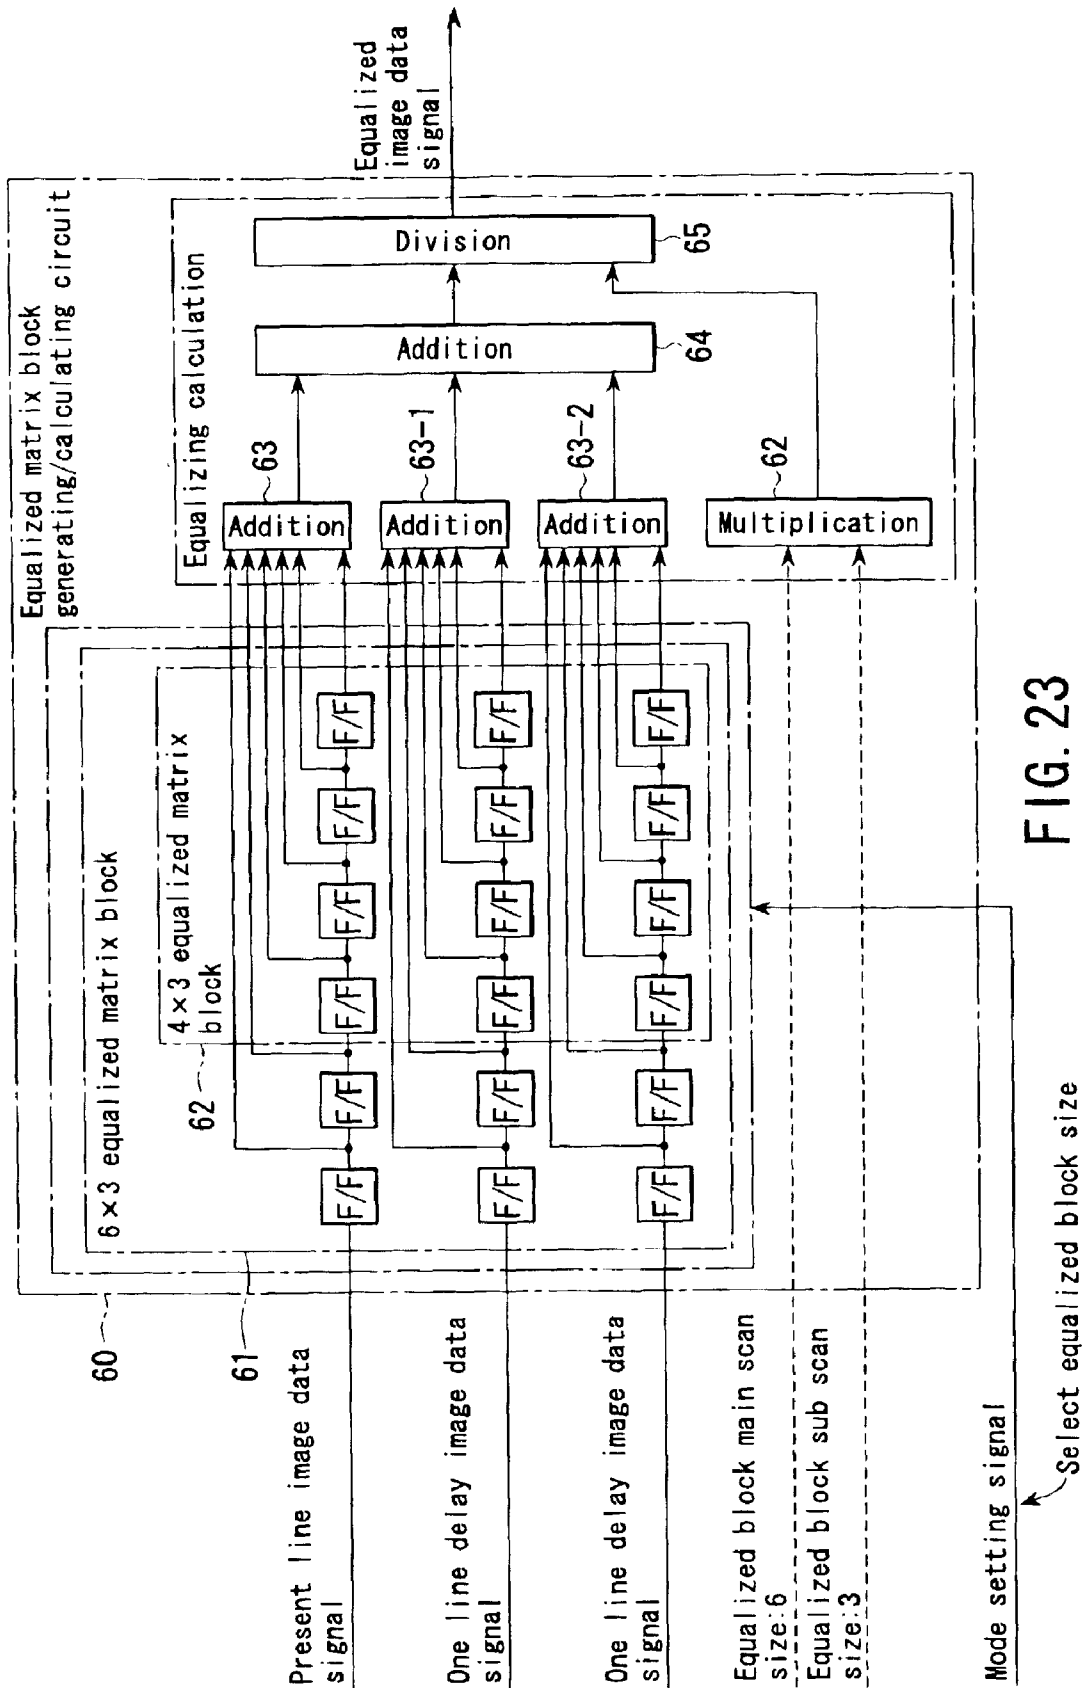 Equalized matrix block
generating/calculating circuit
60
61
6×3 equalized matrix block
62
4×3 equalized matrix
block
Equalizing calculation
Present line image data
signal
F/F
F/F
F/F
F/F
F/F
F/F
Addition
63
One line delay image data
signal
F/F
F/F
F/F
F/F
F/F
F/F
Addition
63-1
One line delay image data
signal
F/F
F/F
F/F
F/F
F/F
F/F
Addition
63-2
Addition
64
Division
65
Equalized
image data
signal
Equalized block main scan
size:6
Equalized block sub scan
size:3
Multiplication
62
Mode setting signal
Select equalized block size
FIG. 23